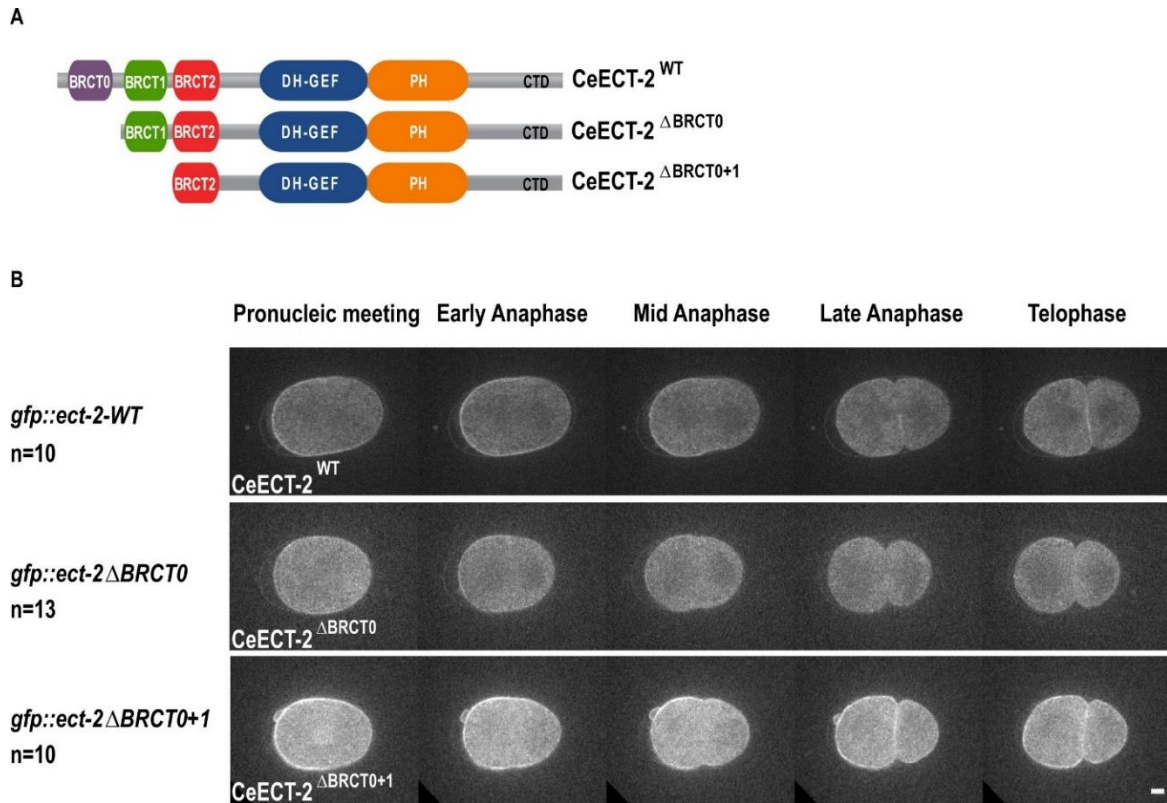 A
BRCT0 BRCT1 BRCT2 DH-GEF PH CTD CeECT-2 WT
BRCT1 BRCT2 DH-GEF PH CTD CeECT-2 ΔBRCT0
BRCT2 DH-GEF PH CTD CeECT-2 ΔBRCT0+1
B
Pronucleic meeting Early Anaphase Mid Anaphase Late Anaphase Telophase
gfp::ect-2-WT
n=10
CeECT-2 WT
gfp::ect-2ΔBRCT0
n=13
CeECT-2 ΔBRCT0
gfp::ect-2ΔBRCT0+1
n=10
CeECT-2 ΔBRCT0+1